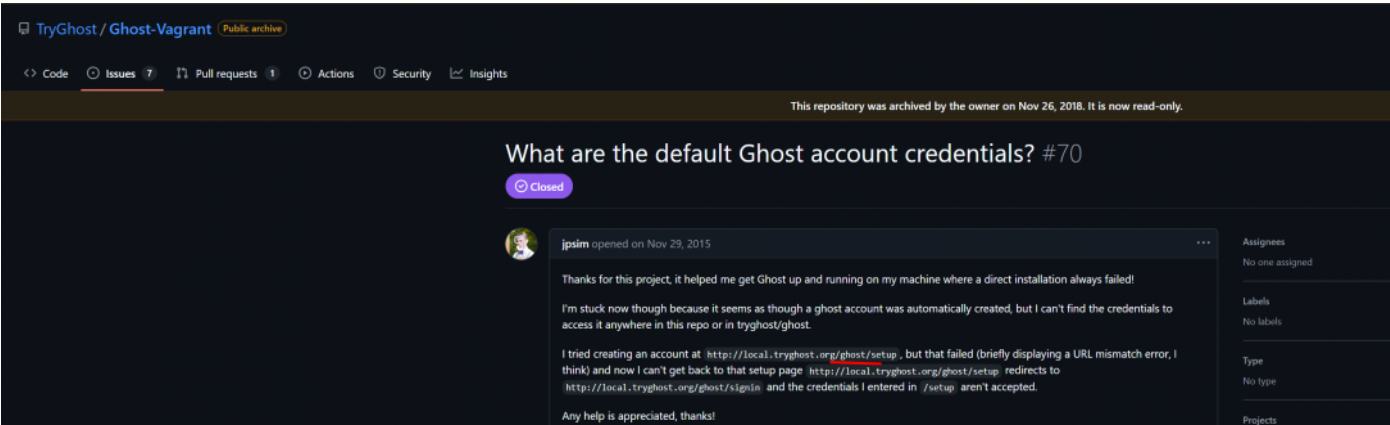 TryGhost / Ghost-Vagrant Public archive
Code Issues 7 Pull requests 1 Actions Security Insights
This repository was archived by the owner on Nov 26, 2018. It is now read-only.
What are the default Ghost account credentials? #70
Closed
jpsim opened on Nov 29, 2015 ...
Assignees
No one assigned
Thanks for this project, it helped me get Ghost up and running on my machine where a direct installation always failed!
I'm stuck now though because it seems as though a ghost account was automatically created, but I can't find the credentials to
access it anywhere in this repo or in tryghost/ghost.
Labels
No labels
I tried creating an account at http://local.tryghost.org/ghost/setup , but that failed (briefly displaying a URL mismatch error, I
think) and now I can't get back to that setup page http://local.tryghost.org/ghost/setup redirects to
http://local.tryghost.org/ghost/signin and the credentials I entered in /setup aren't accepted.
Type
No type
Any help is appreciated, thanks!
Projects